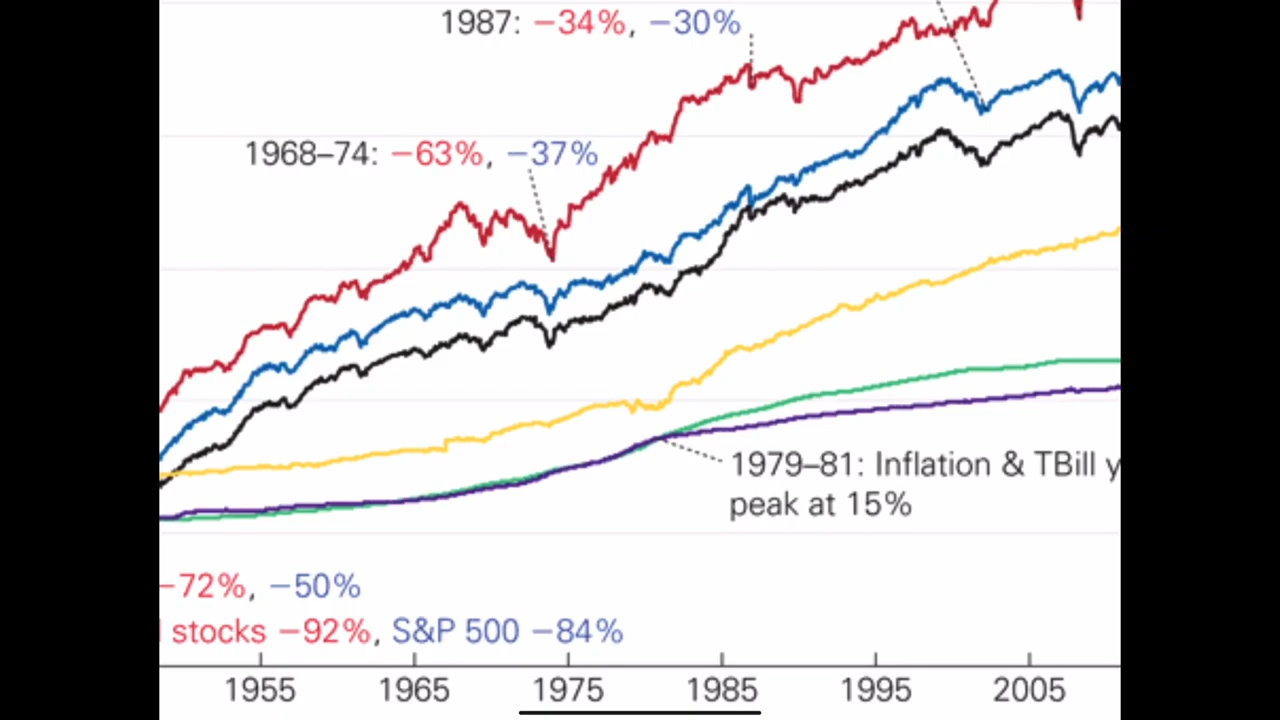 1987: −34%, −30%
1968–74: −63%, −37%
1979–81: Inflation & TBill y
peak at 15%
−72%, −50%
stocks −92%, S&P 500 −84%
1955 1965 1975 1985 1995 2005